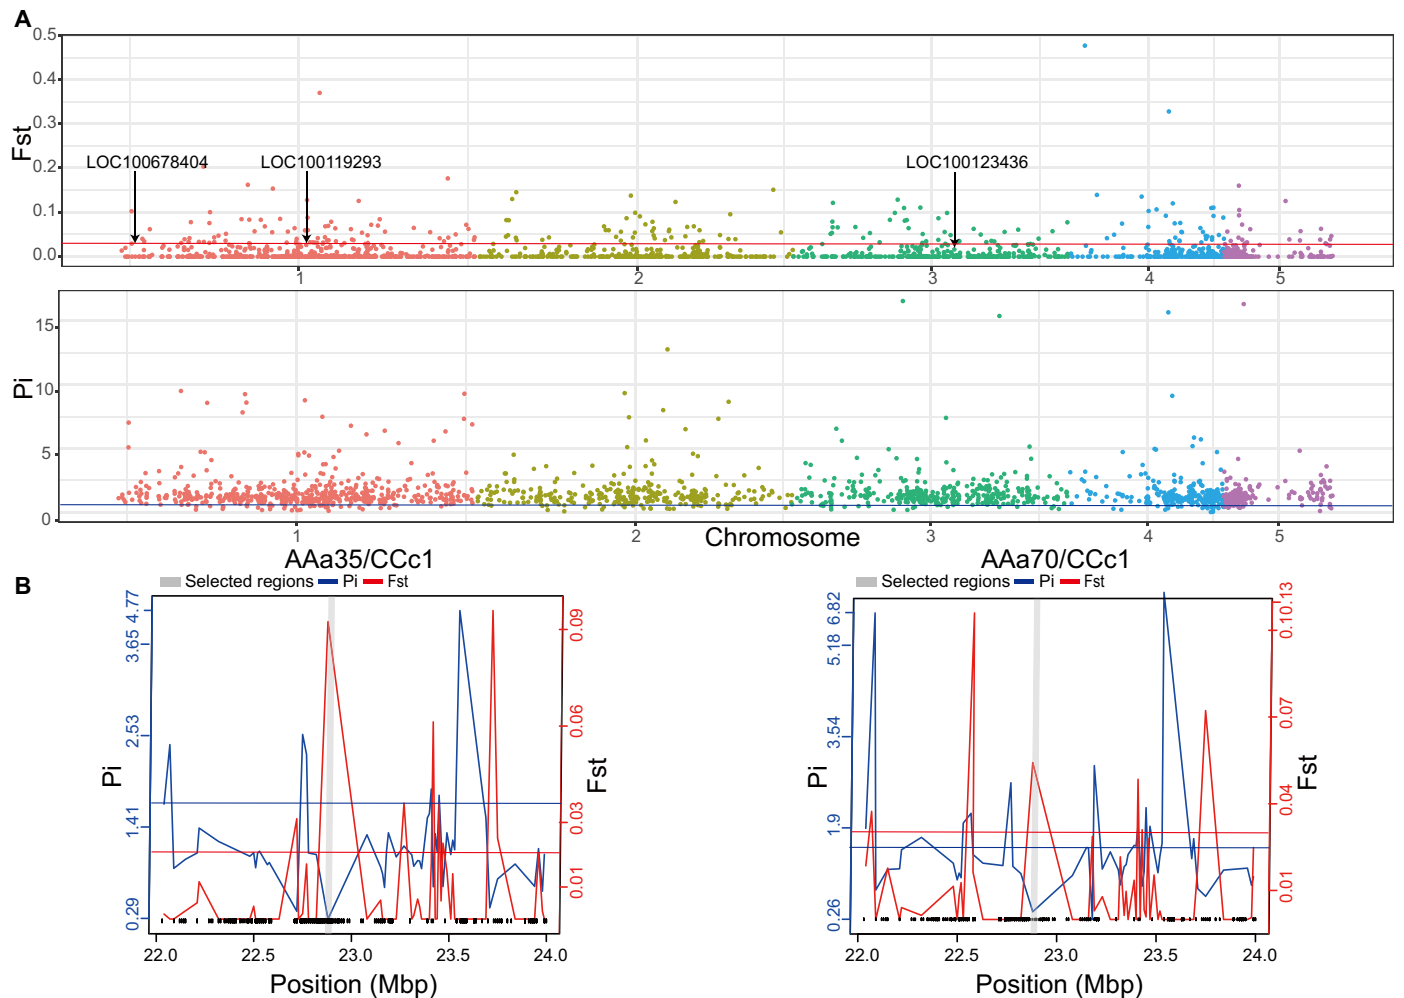 A
Fst
0.5
0.4
0.3
0.2
0.1
0.0
LOC100678404 LOC100119293 LOC100123436
1 2 3 4 5
Pi
15
10
5
0
1 2 3 4 5
Chromosome
B
AAa35/CCc1
Selected regions Pi Fst
Pi
4.77
3.65
2.53
1.41
0.29
Fst
0.09
0.06
0.03
0.01
22.0 22.5 23.0 23.5 24.0
Position (Mbp)
AAa70/CCc1
Selected regions Pi Fst
Pi
6.82
5.18
3.54
1.9
0.26
Fst
0.13
0.10
0.07
0.04
0.01
22.0 22.5 23.0 23.5 24.0
Position (Mbp)